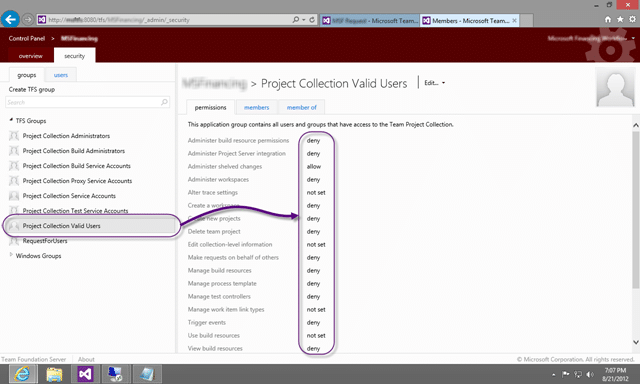 :8080/tfs/MSFinancing/_admin/_security
- Microsoft Team...
Members - Microsoft Team...
Control Panel >
overview
security
groups
users
Create TFS group
Search
TFS Groups
Project Collection Administrators
Project Collection Build Administrators
Project Collection Build Service Accounts
Project Collection Proxy Service Accounts
Project Collection Service Accounts
Project Collection Test Service Accounts
Project Collection Valid Users
RequestForUsers
Windows Groups
> Project Collection Valid Users
Edit...
permissions
members
member of
This application group contains all users and groups that have access to the Team Project Collection.
Administer build resource permissions deny
Administer Project Server integration deny
Administer shelved changes allow
Administer workspaces deny
Alter trace settings not set
Create a workspace deny
new projects deny
Delete team project deny
Edit collection-level information not set
Make requests on behalf of others deny
Manage build resources deny
Manage process template deny
Manage test controllers deny
Manage work item link types not set
Trigger events deny
Use build resources not set
View build resources deny
Team Foundation Server
About
© Microsoft Corporation. All rights reserved.
7:07 PM
8/21/2012